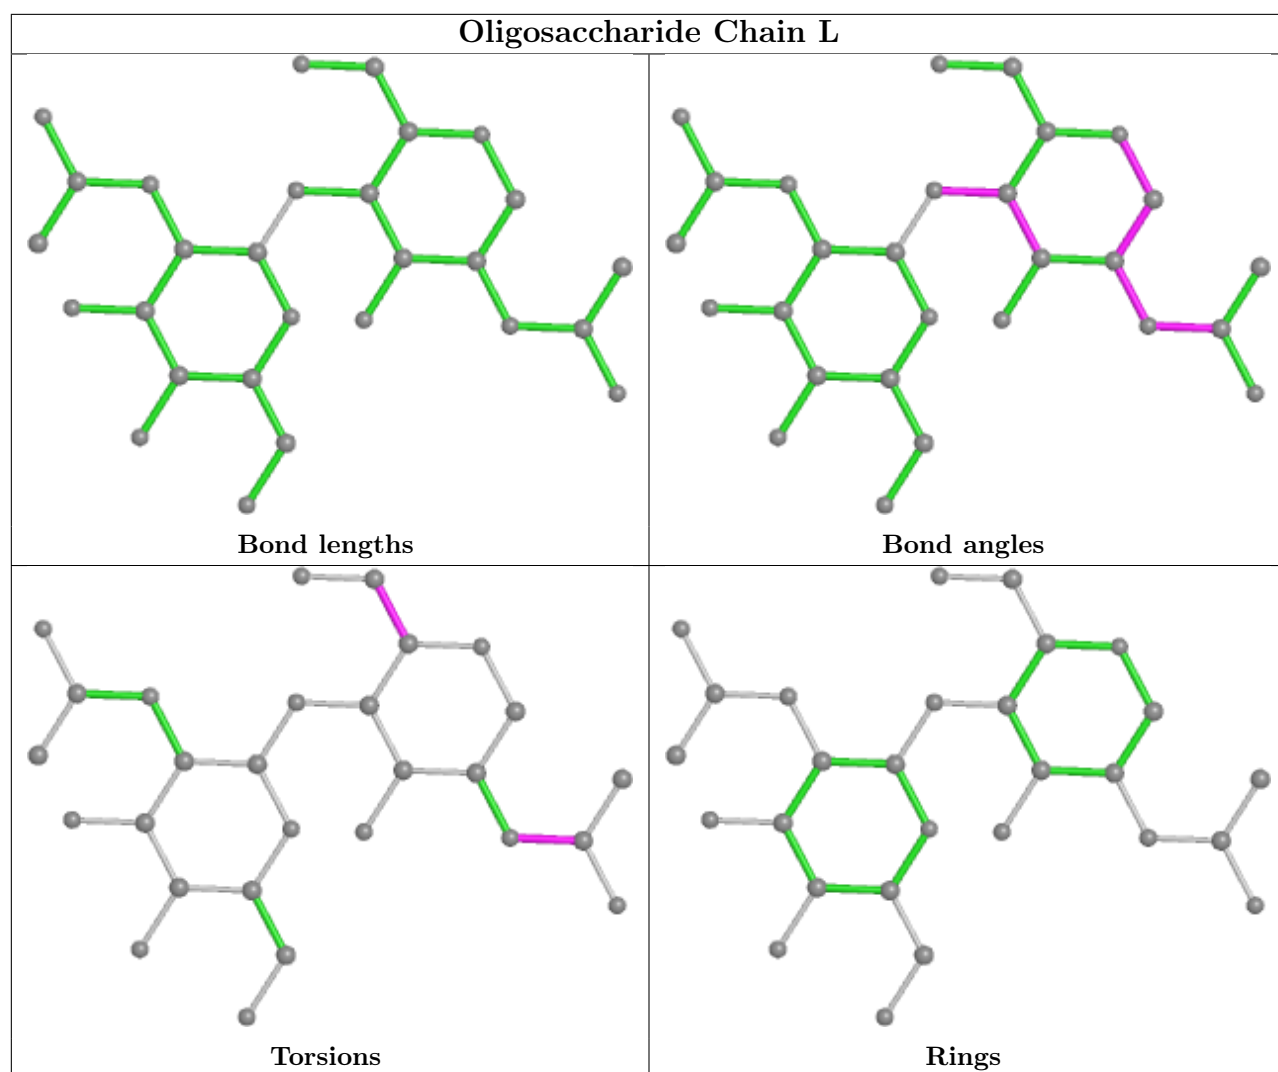 Oligosaccharide Chain L
Bond lengths
Bond angles
Torsions
Rings